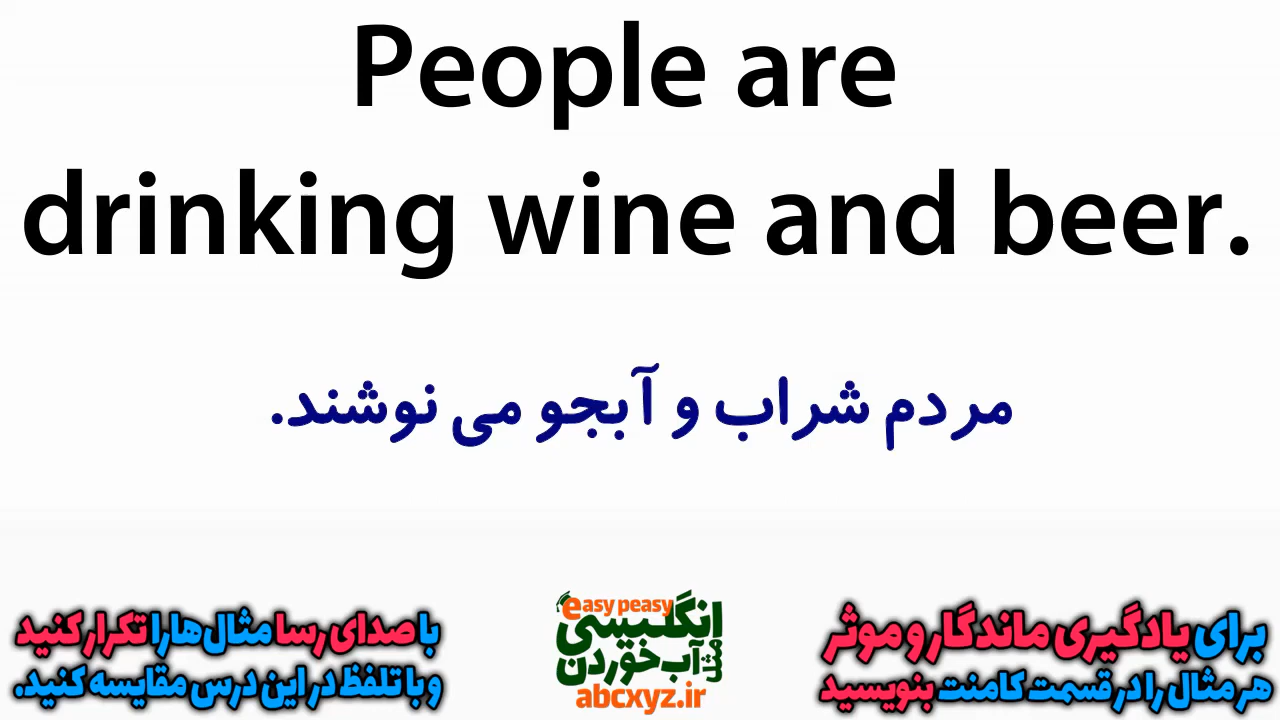 People are
drinking wine and beer.
مردم شراب و آبجو می نوشند.
برای یادگیری ماندگار و موثر
هر مثال را در قسمت کامنت بنویسید
easy peasy
انگلیسی
مثل آب خوردن
abcxyz.ir
با صدای رسا مثال ها را تکرار کنید
و با تلفظ در این درس مقایسه کنید.